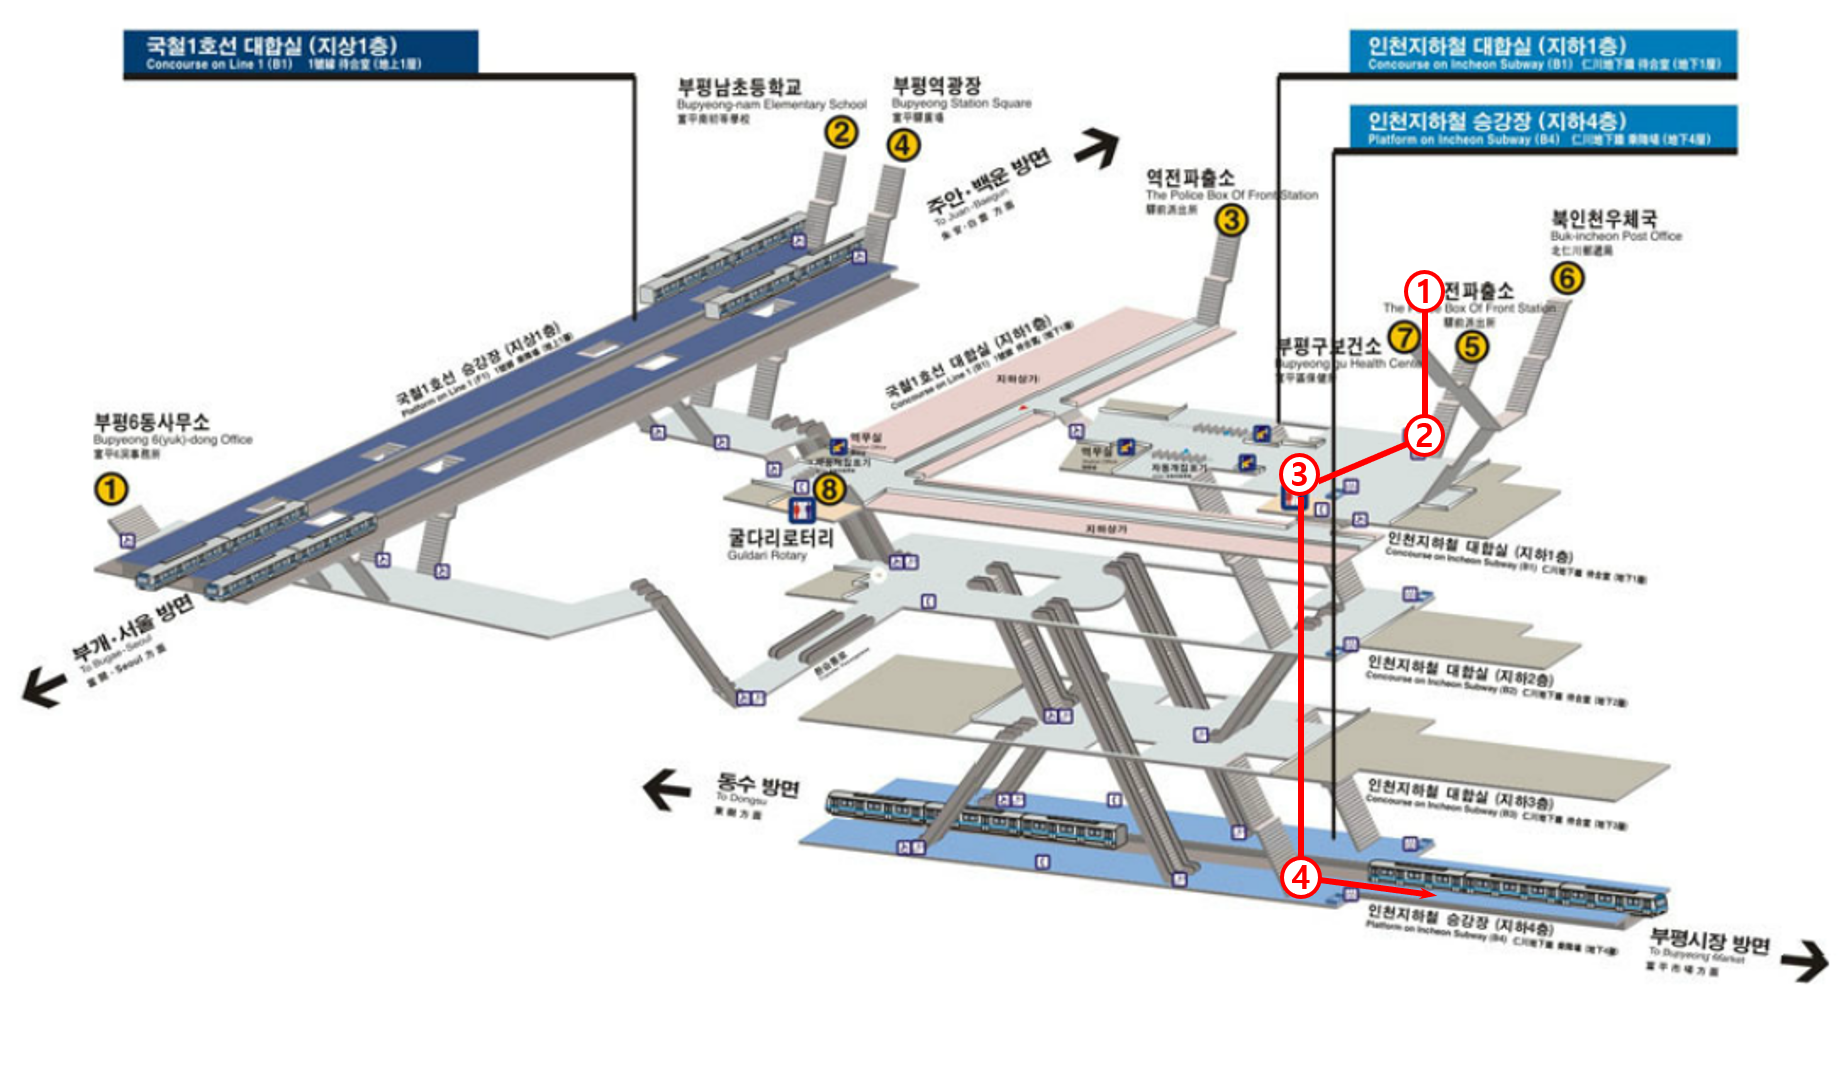 국철1호선 대합실 (지상1층)
Concourse on Line 1 (B1) 1號線 待合室 (地上1層)
인천지하철 대합실 (지하1층)
Concourse on Incheon Subway (B1) 仁川地下鐵 待合室 (地下1層)
인천지하철 승강장 (지하4층)
Platform on Incheon Subway (B4) 仁川地下鐵 乘降場 (地下4層)
부평남초등학교
Bupyeong-nam Elementary School
富平南初等學校
2
부평역광장
Bupyeong Station Square
富平驛廣場
4
주안·백운 방면
To Juan·Baegun
朱安·白雲 方面
역전파출소
The Police Box Of Front Station
驛前派出所
3
북인천우체국
Buk-incheon Post Office
北仁川郵遞局
6
1
전파출소
The Box Of Front Station
驛前派出所
7
5
부평구보건소
Bupyeong gu Health Cente
富平區保健所
국철1호선 승강장 (지상1층)
Platform on Line 1 (F1) 1號線 乘降場 (地上1層)
국철1호선 대합실 (지하1층)
Concourse on Line 1 (B1) 1號線 待合室 (地下1層)
지하상가
부평6동사무소
Bupyeong 6(yuk)-dong Office
富平6洞事務所
1
역무실
자동개집표기
역무실
자동개집표기
2
3
8
굴다리로터리
Guldari Rotary
지하상가
인천지하철 대합실 (지하1층)
Concourse on Incheon Subway (B1) 仁川地下鐵 待合室 (地下1層)
부개·서울 방면
To Bugae·Seoul
富開·Seoul 方面
환승통로
인천지하철 대합실 (지하2층)
Concourse on Incheon Subway (B2) 仁川地下鐵 待合室 (地下2層)
동수 방면
To Dongsu
東樹方面
인천지하철 대합실 (지하3층)
Concourse on Incheon Subway (B3) 仁川地下鐵 待合室 (地下3層)
4
인천지하철 승강장 (지하4층)
Platform on Incheon Subway (B4) 仁川地下鐵 乘降場 (地下4層)
부평시장 방면
To Bupyeong Market
富平市場方面